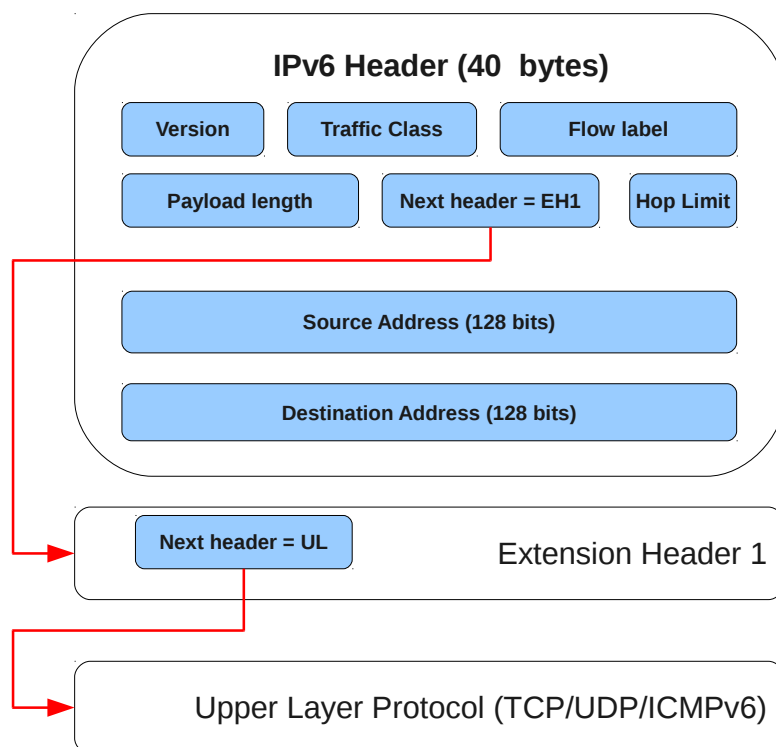 IPv6 Header (40 bytes)
Version Traffic Class Flow label
Payload length Next header = EH1 Hop Limit
Source Address (128 bits)
Destination Address (128 bits)
Next header = UL
Extension Header 1
Upper Layer Protocol (TCP/UDP/ICMPv6)